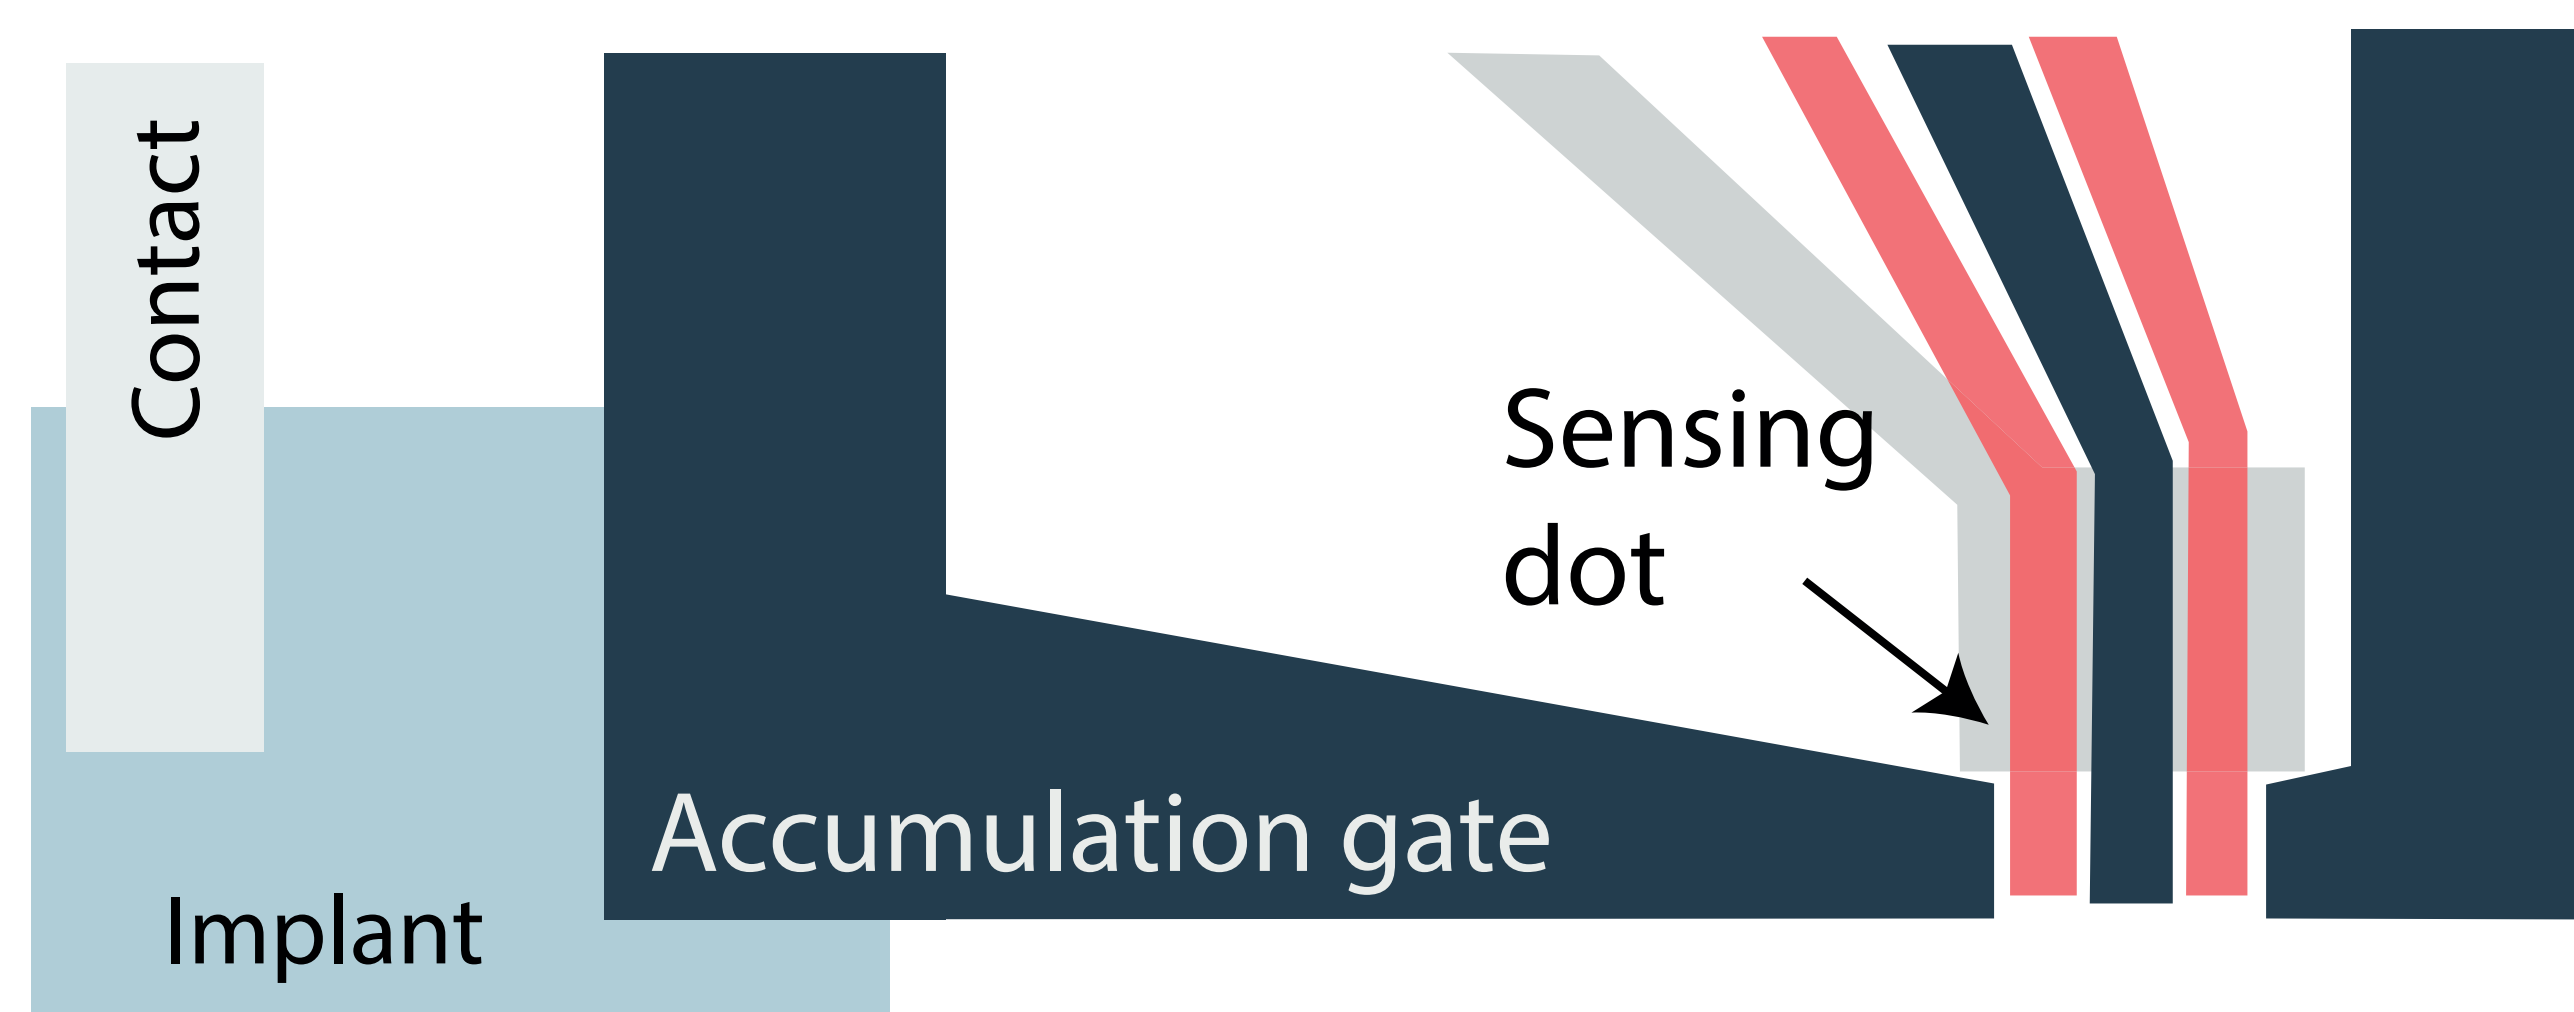 Contact
Sensing
dot
Accumulation gate
Implant